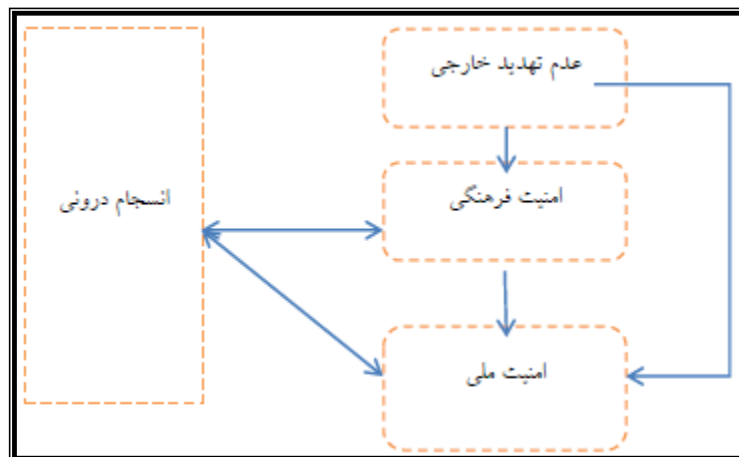 عدم تهدید خارجی
امنیت فرهنگی
انسجام درونی
امنیت ملی